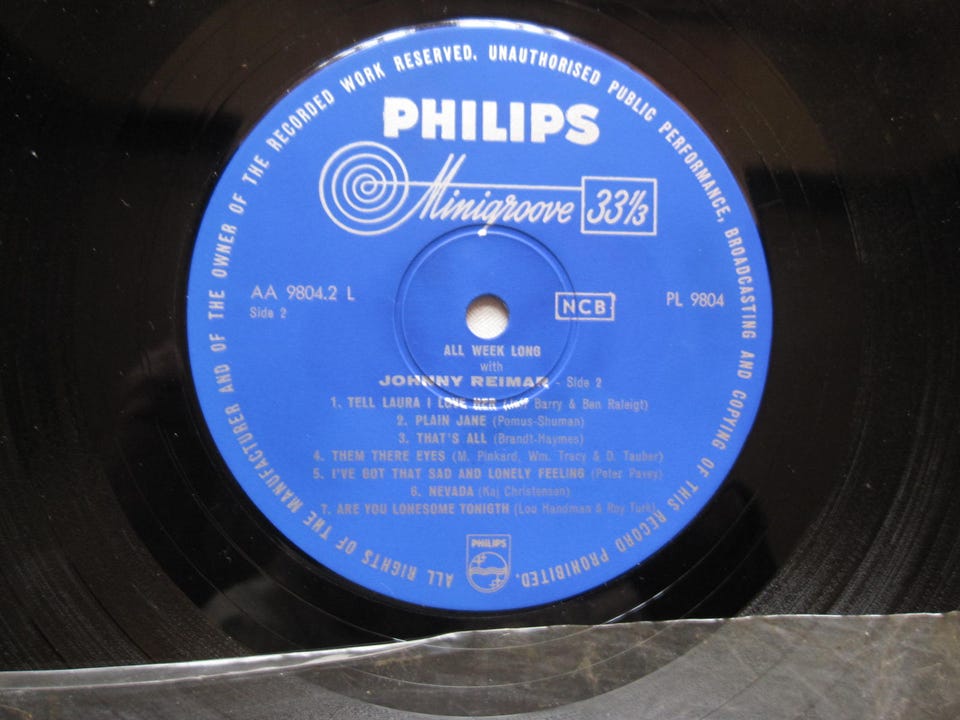 ALL RIGHTS OF THE MANUFACTURER AND OF THE OWNER OF THE RECORDED WORK RESERVED. UNAUTHORISED PUBLIC PERFORMANCE, BROADCASTING AND COPYING OF THIS RECORD PROHIBITED.
PHILIPS
Minigroove 33⅓
AA 9804.2 L
Side 2
NCB
PL 9804
ALL WEEK LONG
with
JOHNNY REIMAR - Side 2
1. TELL LAURA I LOVE HER (Jeff Barry & Ben Raleigt)
2. PLAIN JANE (Pomus-Shuman)
3. THAT'S ALL (Brandt-Haymes)
4. THEM THERE EYES (M. Pinkard, Wm. Tracy & D. Tauber)
5. I'VE GOT THAT SAD AND LONELY FEELING (Peter Pavey)
6. NEVADA (Kaj Christensen)
7. ARE YOU LONESOME TONIGTH (Lou Handman & Roy Turk)
PHILIPS